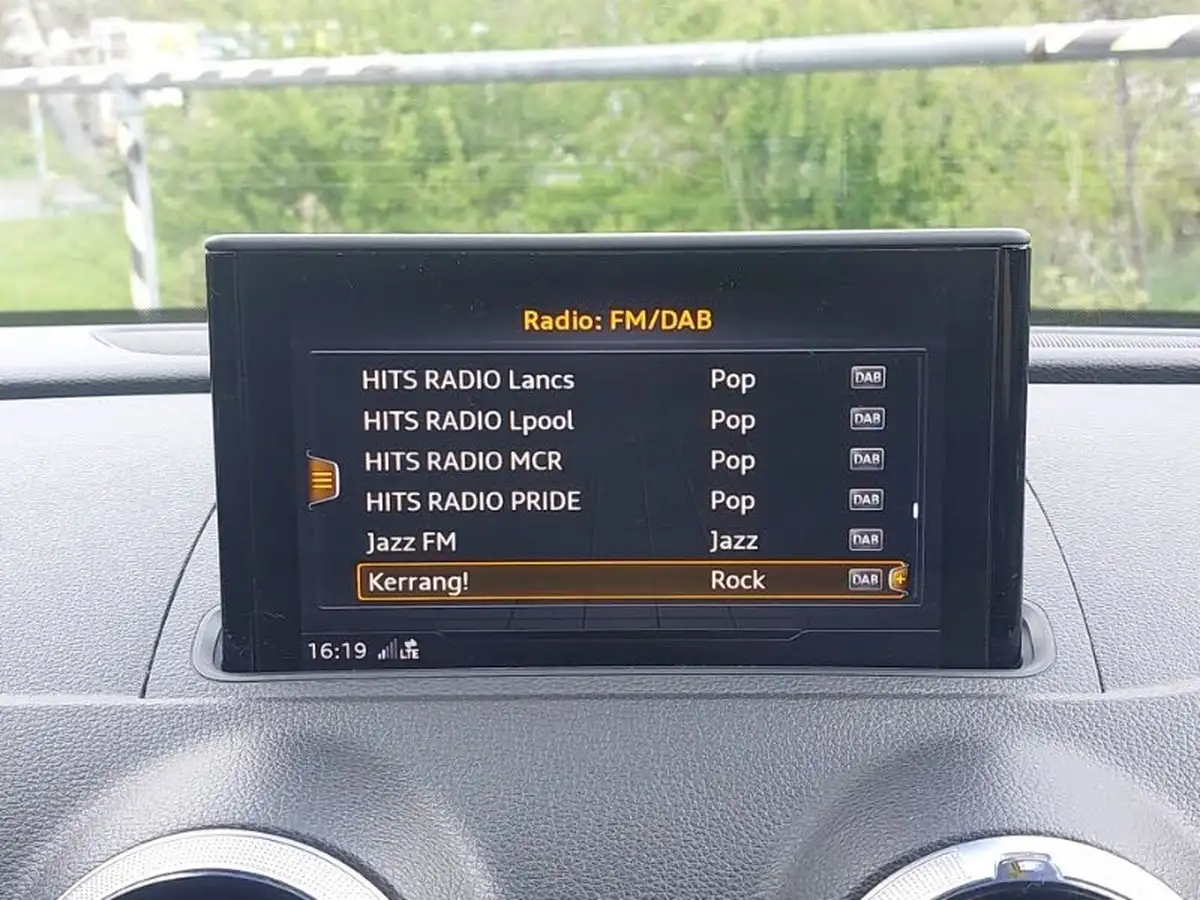 Radio: FM/DAB
HITS RADIO Lancs Pop DAB
HITS RADIO Lpool Pop DAB
HITS RADIO MCR Pop DAB
HITS RADIO PRIDE Pop DAB
Jazz FM Jazz DAB
Kerrang! Rock DAB +
16:19 LTE